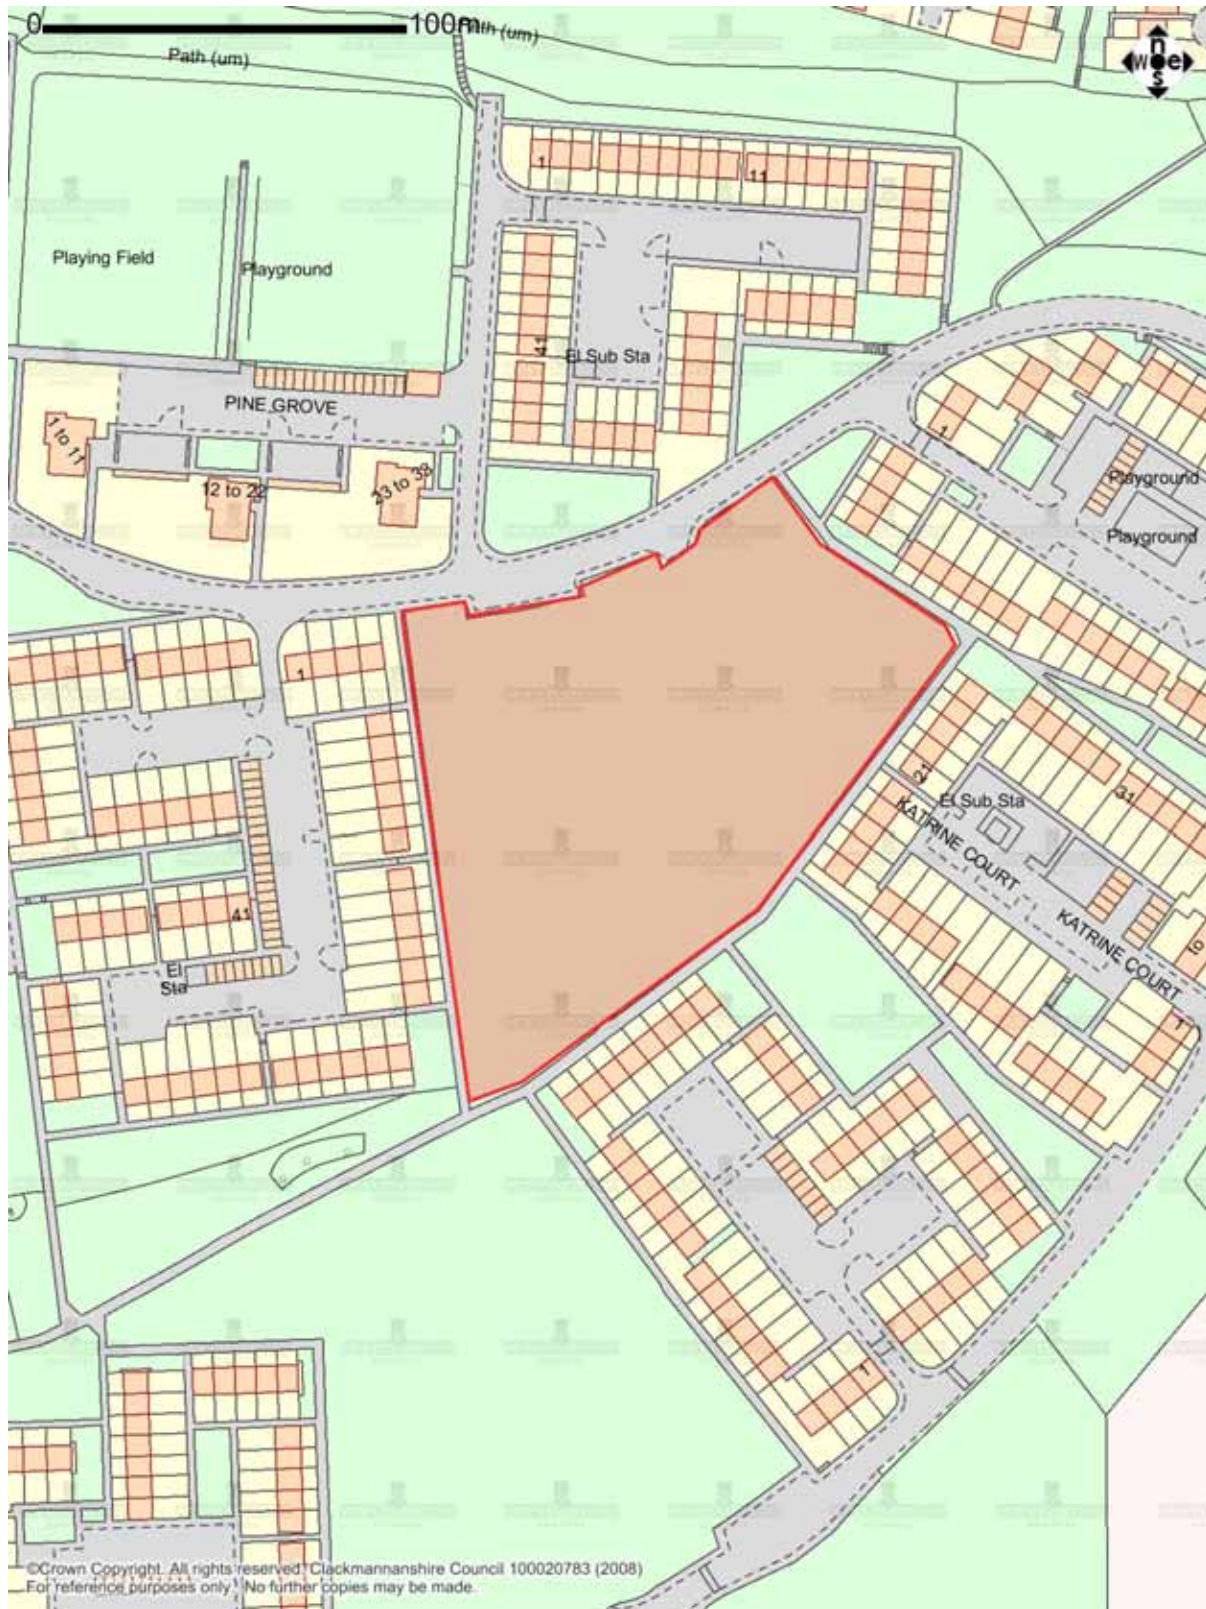 0 100m
Path (um)
n
w e
s
Path (um)
1
11
Playing Field
Playground
41
El Sub Sta
PINE GROVE
1 to 11
12 to 22
23 to 33
1
Playground
Playground
1
21
El Sub Sta
31
KATRINE COURT
KATRINE COURT
19
41
El
Sta
1
1
©Crown Copyright. All rights reserved. Clackmannanshire Council 100020783 (2008)
For reference purposes only. No further copies may be made.